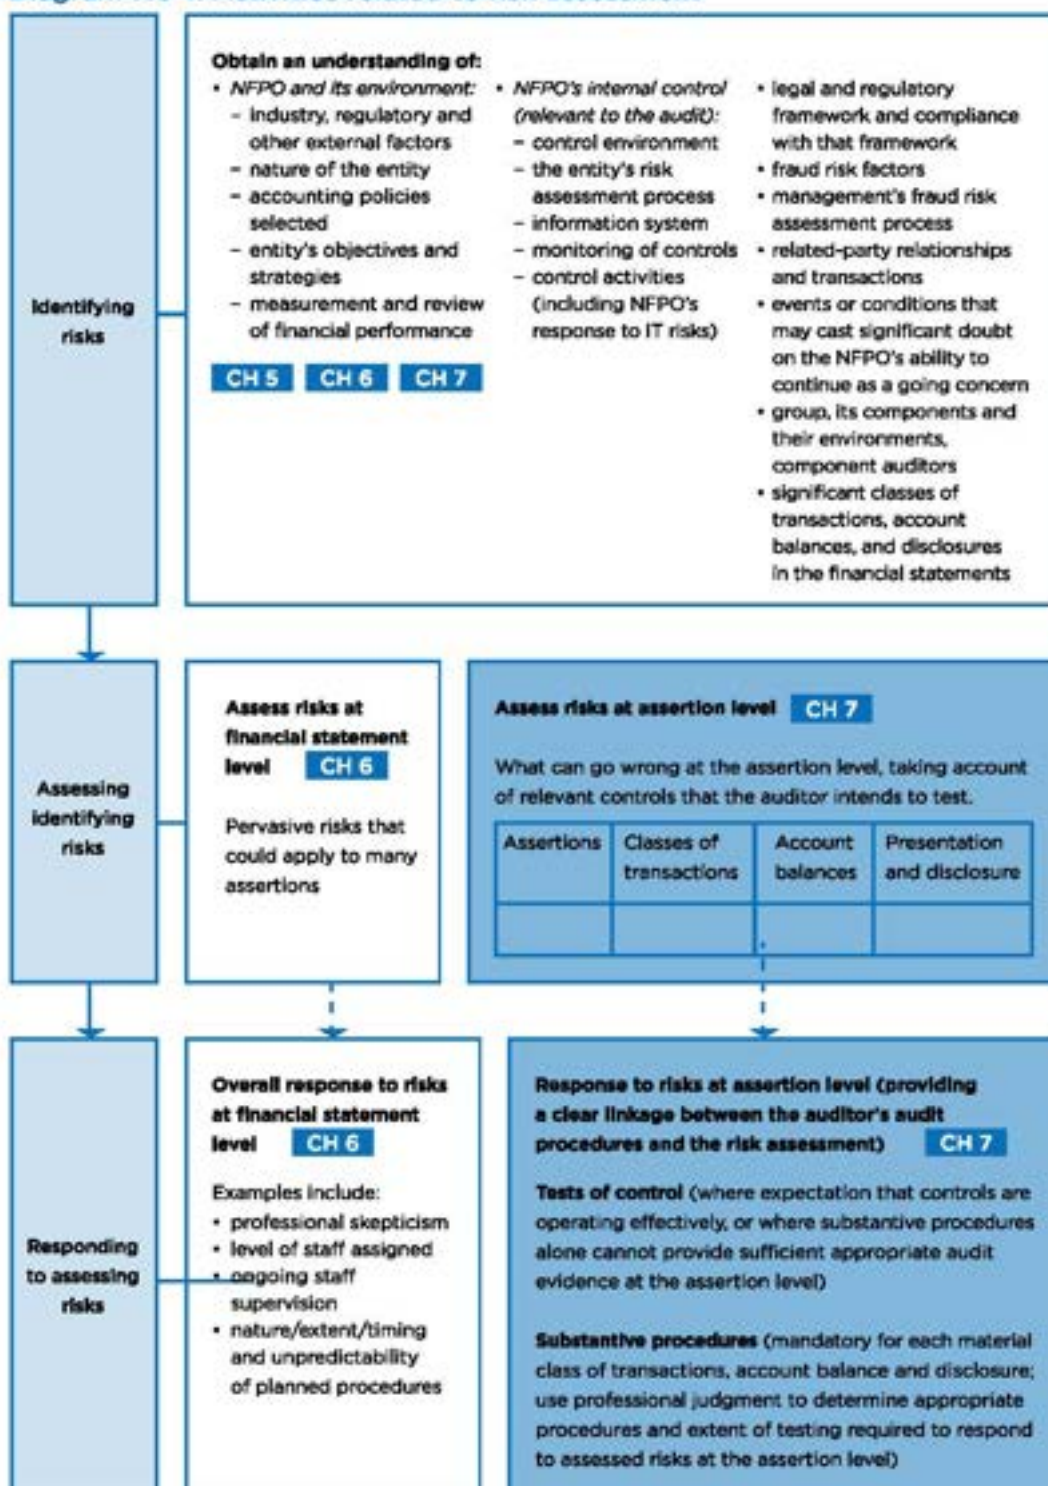 Identifying
risks
Obtain an understanding of:
• NFPO and its environment:
– industry, regulatory and
other external factors
– nature of the entity
– accounting policies
selected
– entity's objectives and
strategies
– measurement and review
of financial performance
CH 5 CH 6 CH 7
• NFPO's internal control
(relevant to the audit):
– control environment
– the entity's risk
assessment process
– information system
– monitoring of controls
– control activities
(including NFPO's
response to IT risks)
• legal and regulatory
framework and compliance
with that framework
• fraud risk factors
• management's fraud risk
assessment process
• related-party relationships
and transactions
• events or conditions that
may cast significant doubt
on the NFPO's ability to
continue as a going concern
• group, its components and
their environments,
component auditors
• significant classes of
transactions, account
balances, and disclosures
in the financial statements
Assessing
identifying
risks
Assess risks at
financial statement
level CH 6
Pervasive risks that
could apply to many
assertions
Assess risks at assertion level CH 7
What can go wrong at the assertion level, taking account
of relevant controls that the auditor intends to test.
Assertions
Classes of
transactions
Account
balances
Presentation
and disclosure
Responding
to assessing
risks
Overall response to risks
at financial statement
level CH 6
Examples include:
• professional skepticism
• level of staff assigned
• ongoing staff
supervision
• nature/extent/timing
and unpredictability
of planned procedures
Response to risks at assertion level (providing
a clear linkage between the auditor's audit
procedures and the risk assessment) CH 7
Tests of control (where expectation that controls are
operating effectively, or where substantive procedures
alone cannot provide sufficient appropriate audit
evidence at the assertion level)
Substantive procedures (mandatory for each material
class of transactions, account balance and disclosure;
use professional judgment to determine appropriate
procedures and extent of testing required to respond
to assessed risks at the assertion level)